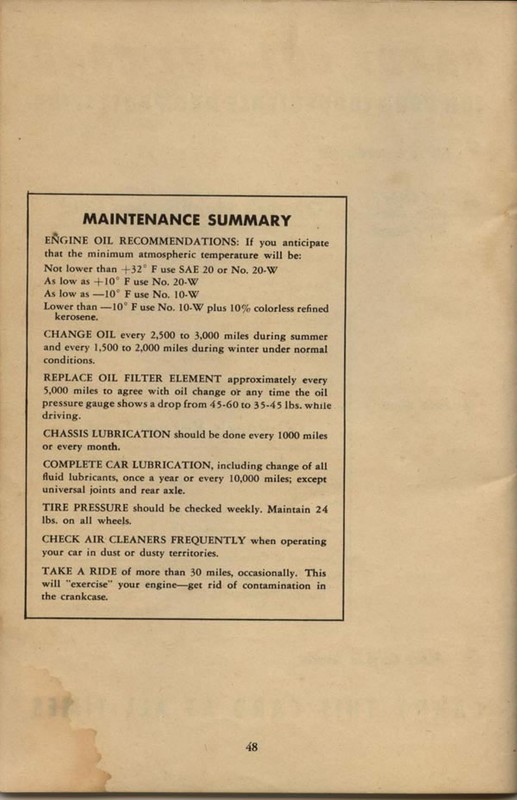 MAINTENANCE SUMMARY
ENGINE OIL RECOMMENDATIONS: If you anticipate
that the minimum atmospheric temperature will be:
Not lower than +32° F use SAE 20 or No. 20-W
As low as +10° F use No. 20-W
As low as —10° F use No. 10-W
Lower than —10° F use No. 10-W plus 10% colorless refined
kerosene.
CHANGE OIL every 2,500 to 3,000 miles during summer
and every 1,500 to 2,000 miles during winter under normal
conditions.
REPLACE OIL FILTER ELEMENT approximately every
5,000 miles to agree with oil change or any time the oil
pressure gauge shows a drop from 45-60 to 35-45 lbs. while
driving.
CHASSIS LUBRICATION should be done every 1000 miles
or every month.
COMPLETE CAR LUBRICATION, including change of all
fluid lubricants, once a year or every 10,000 miles; except
universal joints and rear axle.
TIRE PRESSURE should be checked weekly. Maintain 24
lbs. on all wheels.
CHECK AIR CLEANERS FREQUENTLY when operating
your car in dust or dusty territories.
TAKE A RIDE of more than 30 miles, occasionally. This
will "exercise" your engine—get rid of contamination in
the crankcase.
48